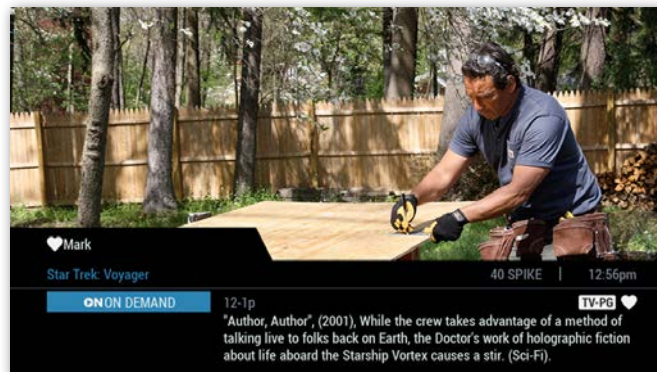 Mark
Star Trek: Voyager
40 SPIKE | 12:56pm
ON ON DEMAND
12-1p
TV-PG
"Author, Author", (2001), While the crew takes advantage of a method of
talking live to folks back on Earth, the Doctor's work of holographic fiction
about life aboard the Starship Vortex causes a stir. (Sci-Fi).